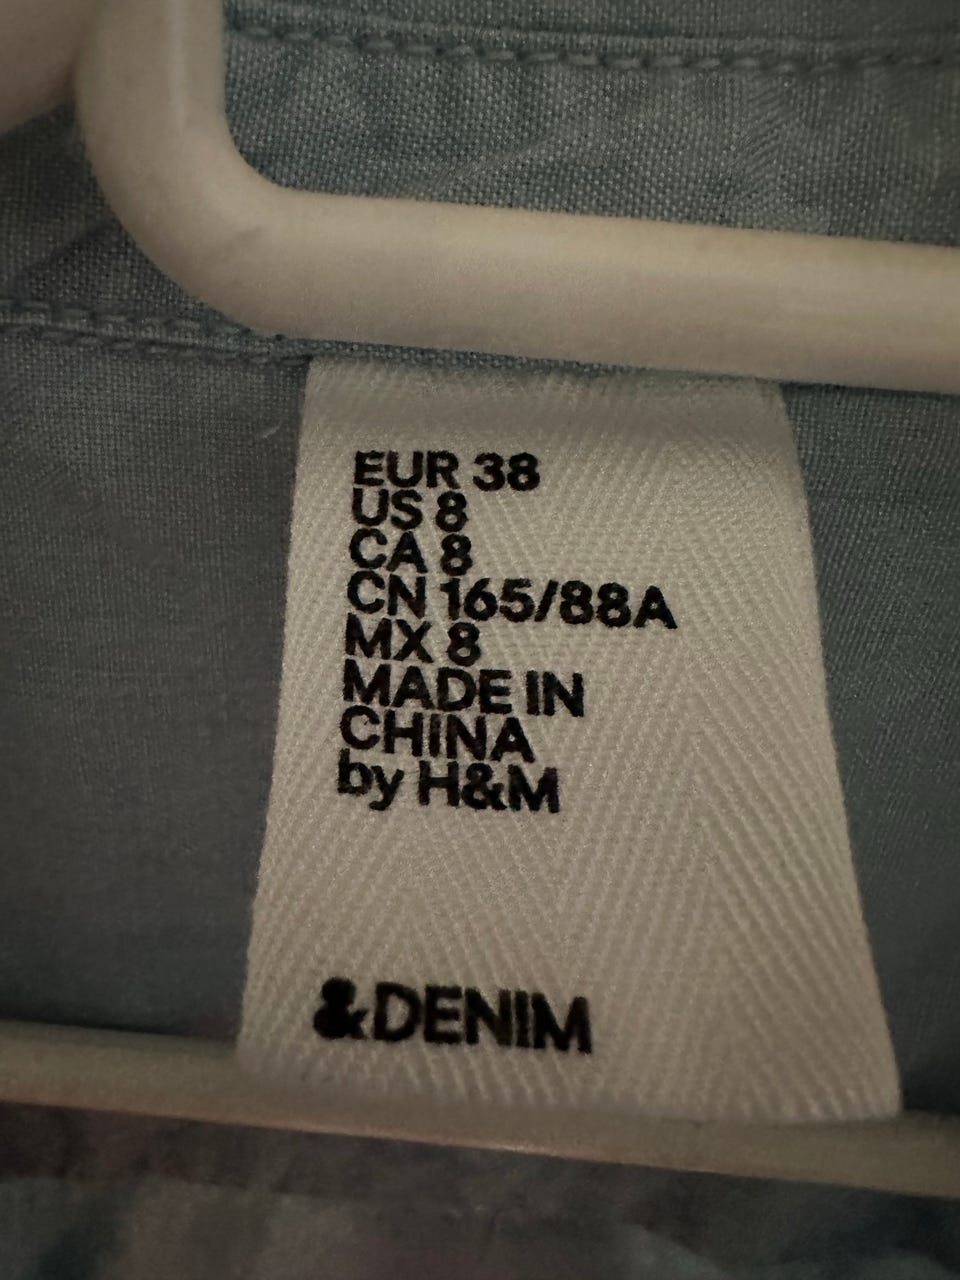 EUR 38
US 8
CA 8
CN 165/88A
MX 8
MADE IN
CHINA
by H&M
&DENIM